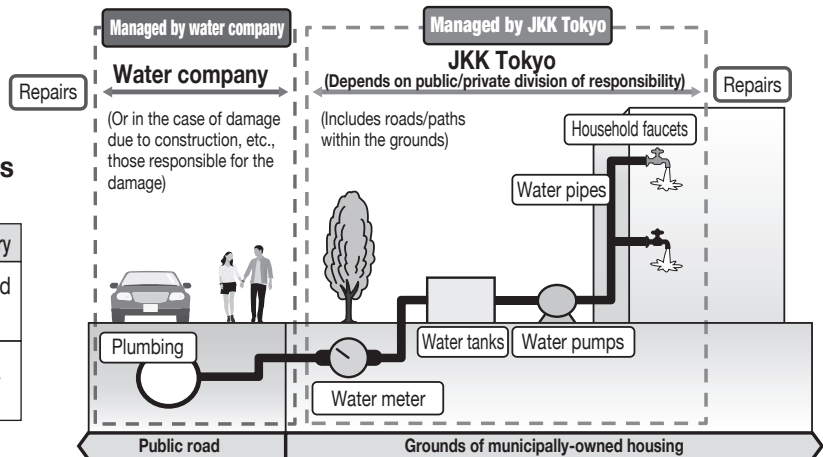 Managed by water company
Managed by JKK Tokyo
Repairs
Water company
(Or in the case of damage
due to construction, etc.,
those responsible for the
damage)
JKK Tokyo
(Depends on public/private division of responsibility)
(Includes roads/paths
within the grounds)
Repairs
Household faucets
Water pipes
Plumbing
Water tanks
Water pumps
Water meter
Public road
Grounds of municipally-owned housing